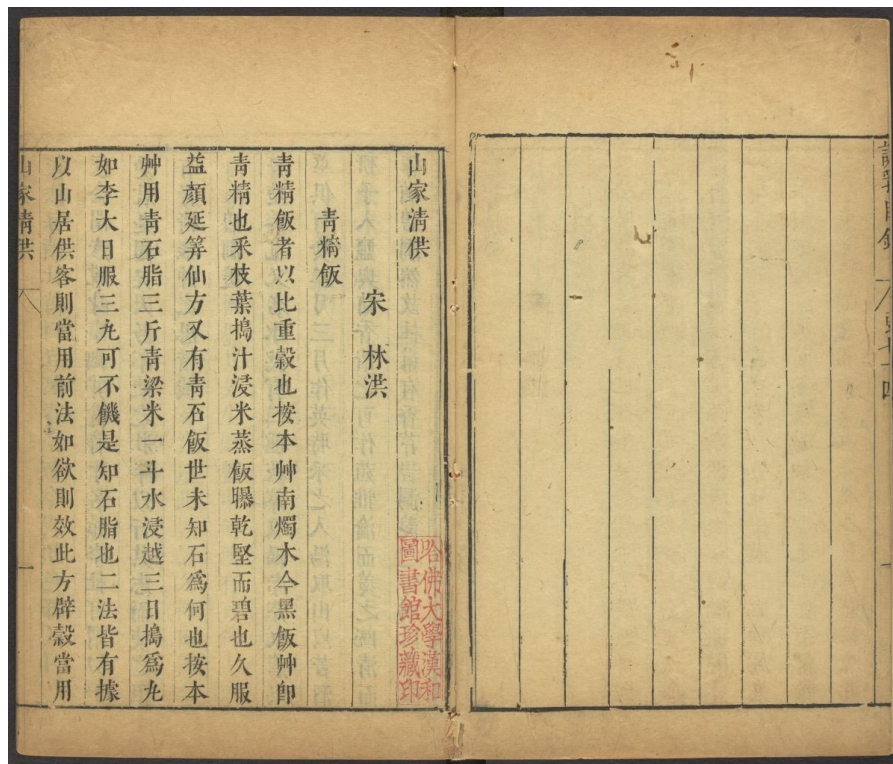 山家清供
宋 林洪
青精飯
青精飯者以比重穀也按本艸南燭木今黑飯艸卽
青精也采枝葉搗汁浸米蒸飯曝乾堅而碧也久服
益顏延筭仙方又有青石飯世未知石爲何也按本
艸用青石脂三斤青梁米一斗水浸越三日搗爲丸
如李大日服三丸可不饑是知石脂也二法皆有據
以山居供客則當用前法如欲則效此方辟穀當用
山家清供
一
哈佛大學漢和
圖書館珍藏印